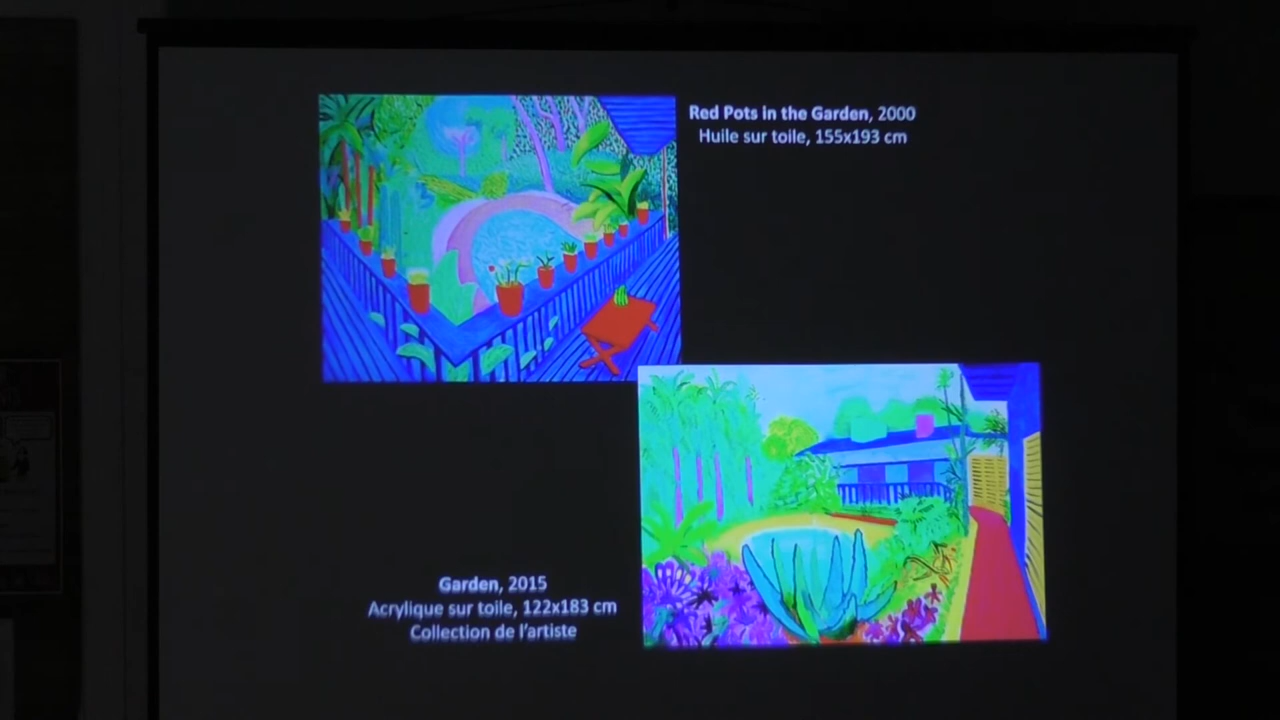 Red Pots in the Garden, 2000
Huile sur toile, 155x193 cm
Garden, 2015
Acrylique sur toile, 122x183 cm
Collection de l'artiste